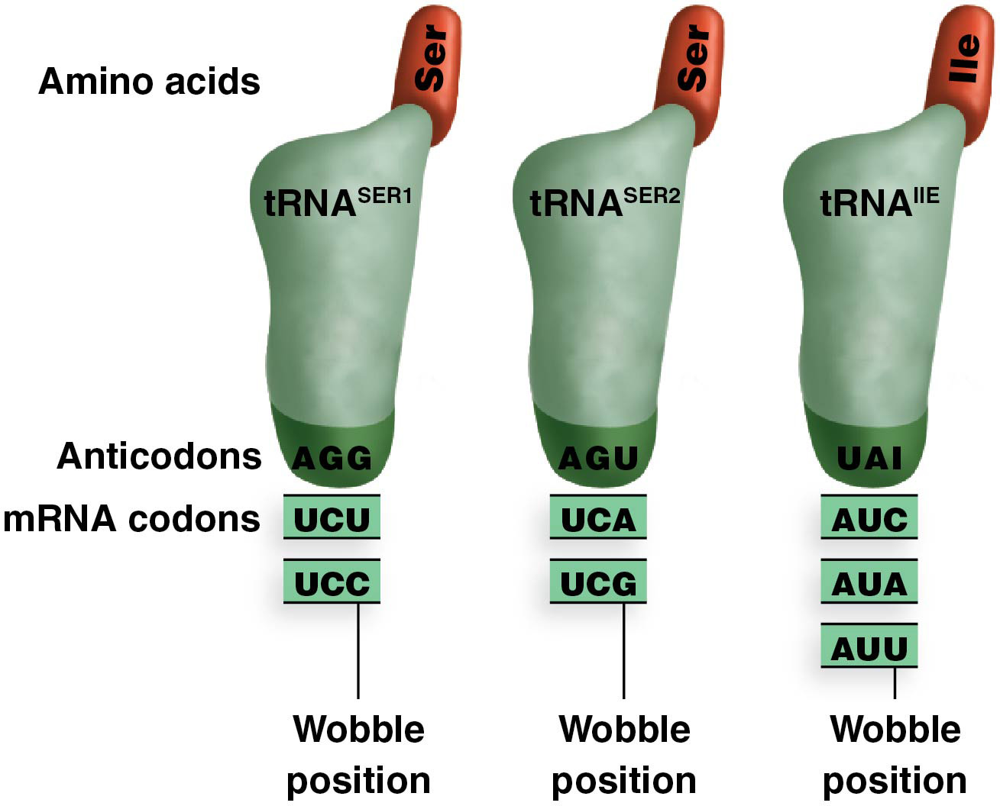 Amino acids Ser Ser Ile
tRNASER1 tRNASER2 tRNAIIE
Anticodons AGG AGU UAI
mRNA codons UCU UCA AUC
UCC UCG AUA
AUU
Wobble Wobble Wobble
position position position